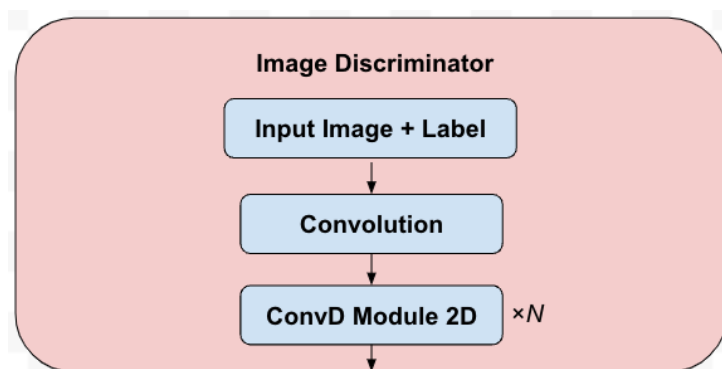 Image Discriminator
Input Image + Label
Convolution
ConvD Module 2D ×N